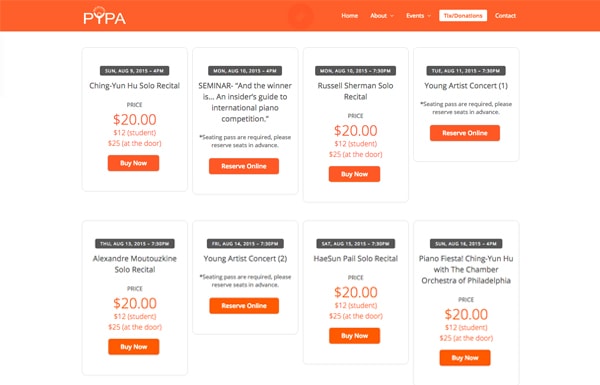 PYPA
Home
About
Events
Tix/Donations
Contact
SUN, AUG 9, 2015 – 4PM
Ching-Yun Hu Solo Recital
PRICE
$20.00
$12 (student)
$25 (at the door)
Buy Now
MON, AUG 10, 2015 – 4PM
SEMINAR- “And the winner
is... An insider's guide to
international piano
competition.”
*Seating pass are required, please
reserve seats in advance.
Reserve Online
MON, AUG 10, 2015 – 7:30PM
Russell Sherman Solo
Recital
PRICE
$20.00
$12 (student)
$25 (at the door)
Buy Now
TUE, AUG 11, 2015 – 7:30PM
Young Artist Concert (1)
*Seating pass are required, please
reserve seats in advance.
Reserve Online
THU, AUG 13, 2015 – 7:30PM
Alexandre Moutouzkine
Solo Recital
PRICE
$20.00
$12 (student)
$25 (at the door)
Buy Now
FRI, AUG 14, 2015 – 7:30PM
Young Artist Concert (2)
*Seating pass are required, please
reserve seats in advance.
Reserve Online
SAT, AUG 15, 2015 – 7:30PM
HaeSun Paik Solo Recital
PRICE
$20.00
$12 (student)
$25 (at the door)
Buy Now
SUN, AUG 16, 2015 – 4PM
Piano Fiesta! Ching-Yun Hu
with The Chamber
Orchestra of Philadelphia
PRICE
$20.00
$12 (student)
$25 (at the door)
Buy Now